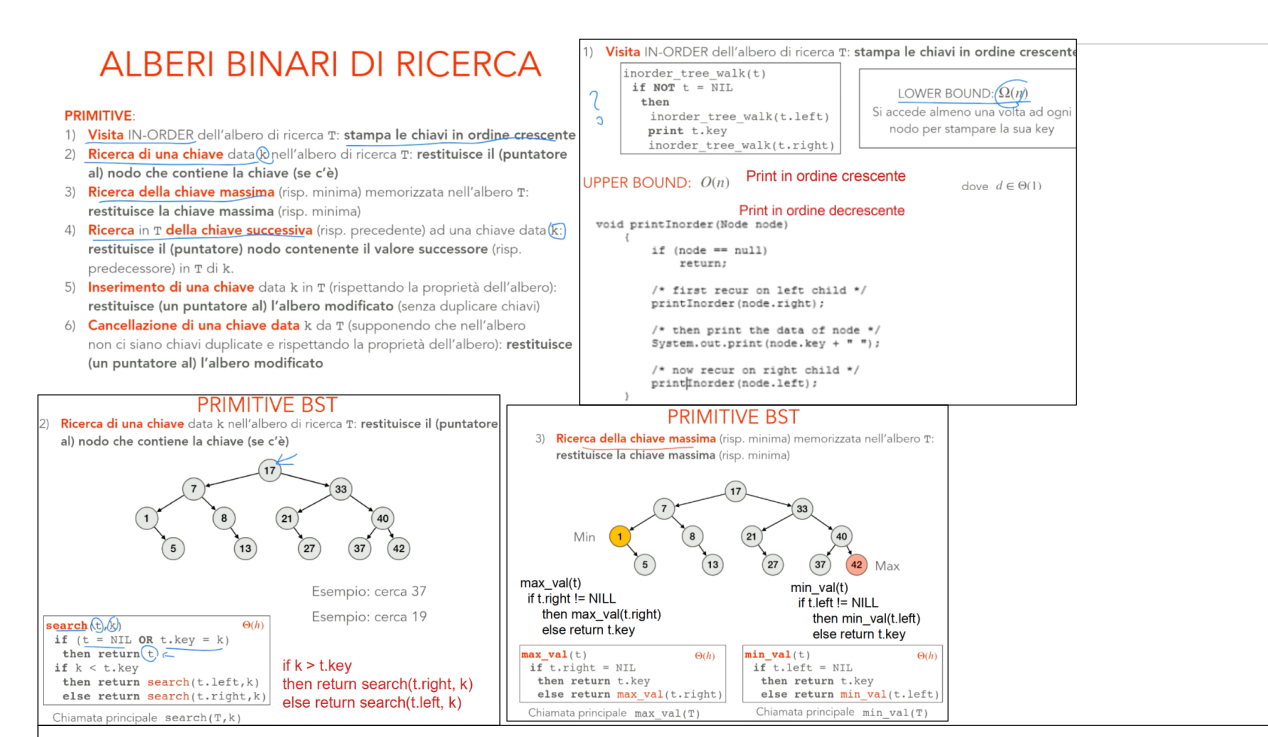 ALBERI BINARI DI RICERCA
PRIMITIVE:
1) Visita IN-ORDER dell'albero di ricerca T: stampa le chiavi in ordine crescente
2) Ricerca di una chiave data k nell'albero di ricerca T: restituisce il (puntatore
al) nodo che contiene la chiave (se c'è)
3) Ricerca della chiave massima (risp. minima) memorizzata nell'albero T:
restituisce la chiave massima (risp. minima)
4) Ricerca in T della chiave successiva (risp. precedente) ad una chiave data k:
restituisce il (puntatore) nodo contenente il valore successore (risp.
predecessore) in T di k.
5) Inserimento di una chiave data k in T (rispettando la proprietà dell'albero):
restituisce (un puntatore al) l'albero modificato (senza duplicare chiavi)
6) Cancellazione di una chiave data k da T (supponendo che nell'albero
non ci siano chiavi duplicate e rispettando la proprietà dell'albero): restituisce
(un puntatore al) l'albero modificato
1) Visita IN-ORDER dell'albero di ricerca T: stampa le chiavi in ordine crescente
?
inorder_tree_walk(t)
if NOT t = NIL
then
inorder_tree_walk(t.left)
print t.key
inorder_tree_walk(t.right)
LOWER BOUND: Ω(n)
Si accede almeno una volta ad ogni
nodo per stampare la sua key
UPPER BOUND: O(n) Print in ordine crescente
dove d ∈ Θ(1)
Print in ordine decrescente
void printInorder(Node node)
{
if (node == null)
return;
/* first recur on left child */
printInorder(node.right);
/* then print the data of node */
System.out.print(node.key + " ");
/* now recur on right child */
printInorder(node.left);
}
PRIMITIVE BST
2) Ricerca di una chiave data k nell'albero di ricerca T: restituisce il (puntatore
al) nodo che contiene la chiave (se c'è)
17
7 33
1 8 21 40
5 13 27 37 42
Esempio: cerca 37
Esempio: cerca 19
search(t,k) Θ(h)
if (t = NIL OR t.key = k)
then return t
if k < t.key
then return search(t.left,k)
else return search(t.right,k)
Chiamata principale search(T,k)
if k > t.key
then return search(t.right, k)
else return search(t.left, k)
PRIMITIVE BST
3) Ricerca della chiave massima (risp. minima) memorizzata nell'albero T:
restituisce la chiave massima (risp. minima)
17
7 33
Min 1 8 21 40
5 13 27 37 42 Max
max_val(t)
if t.right != NILL
then max_val(t.right)
else return t.key
min_val(t)
if t.left != NILL
then min_val(t.left)
else return t.key
max_val(t) Θ(h)
if t.right = NIL
then return t.key
else return max_val(t.right)
Chiamata principale max_val(T)
min_val(t) Θ(h)
if t.left = NIL
then return t.key
else return min_val(t.left)
Chiamata principale min_val(T)